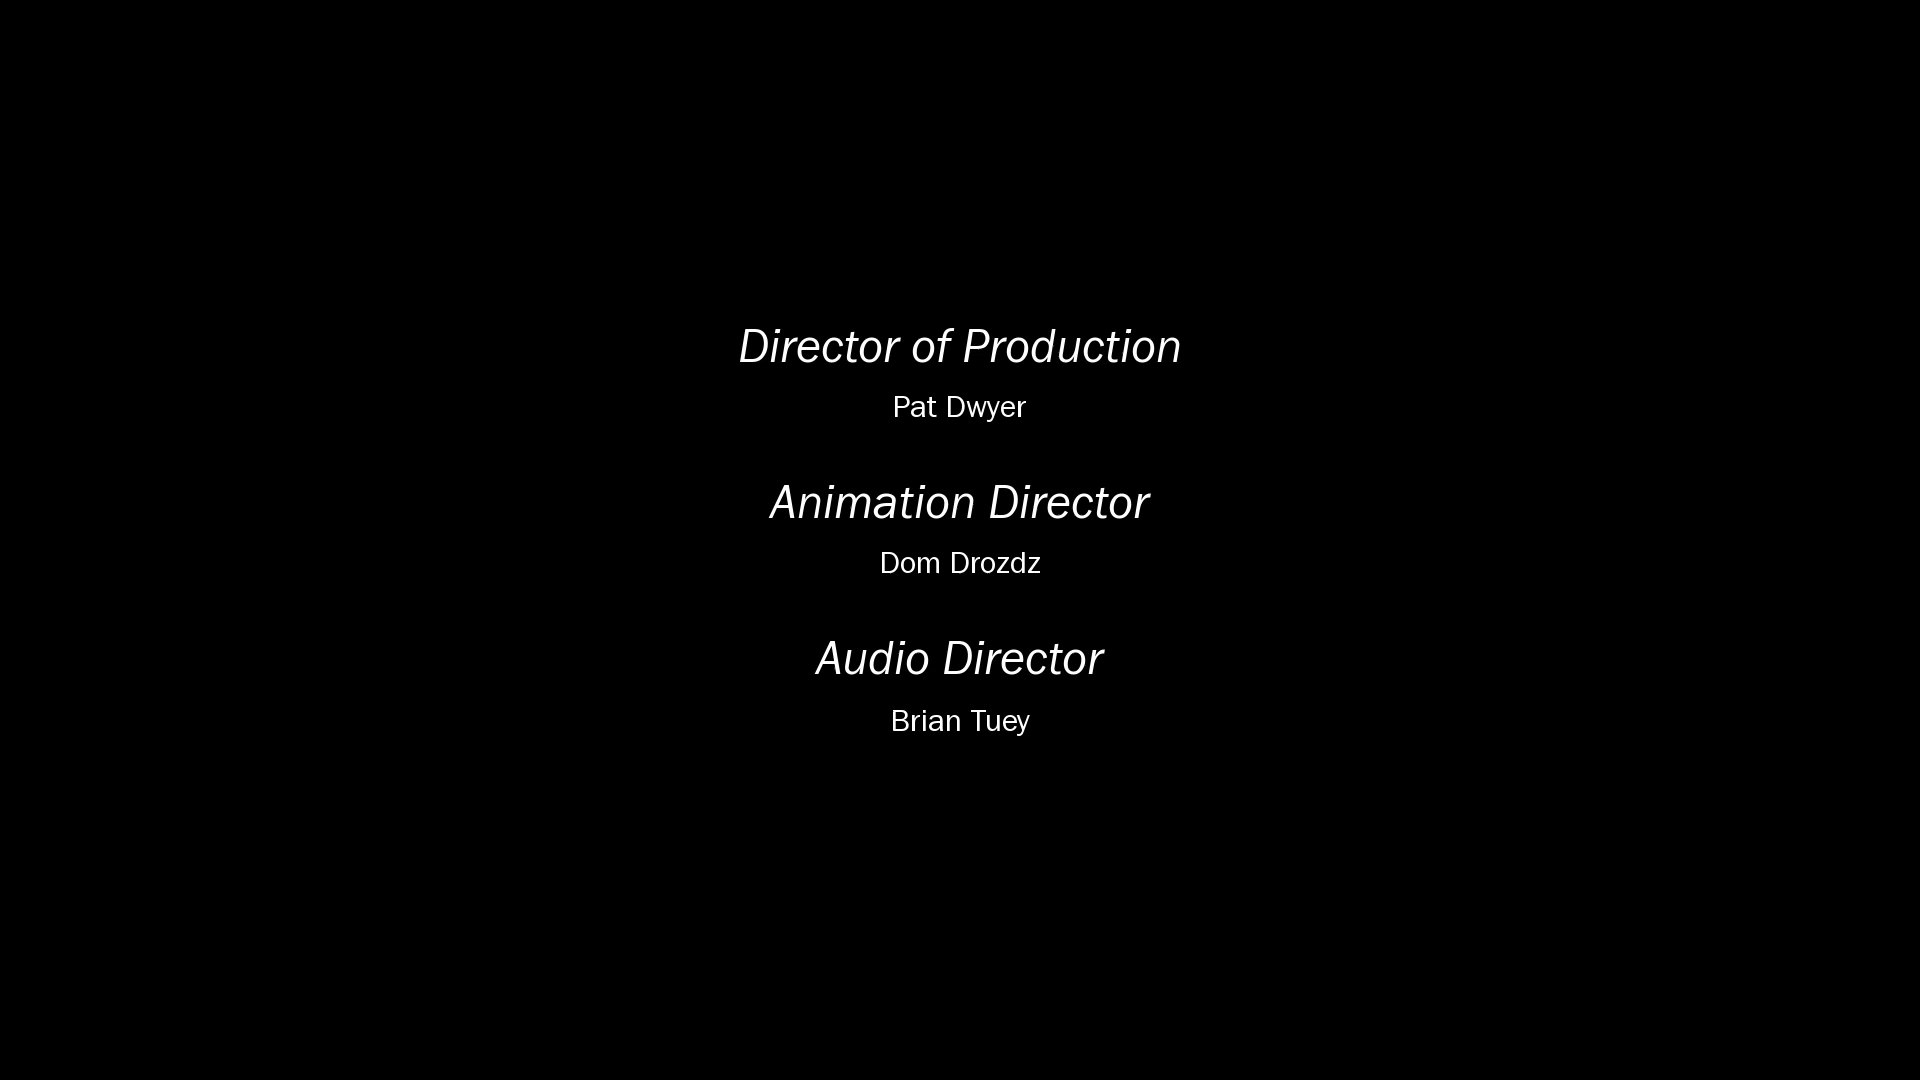 Director of Production
Pat Dwyer
Animation Director
Dom Drozdz
Audio Director
Brian Tuey